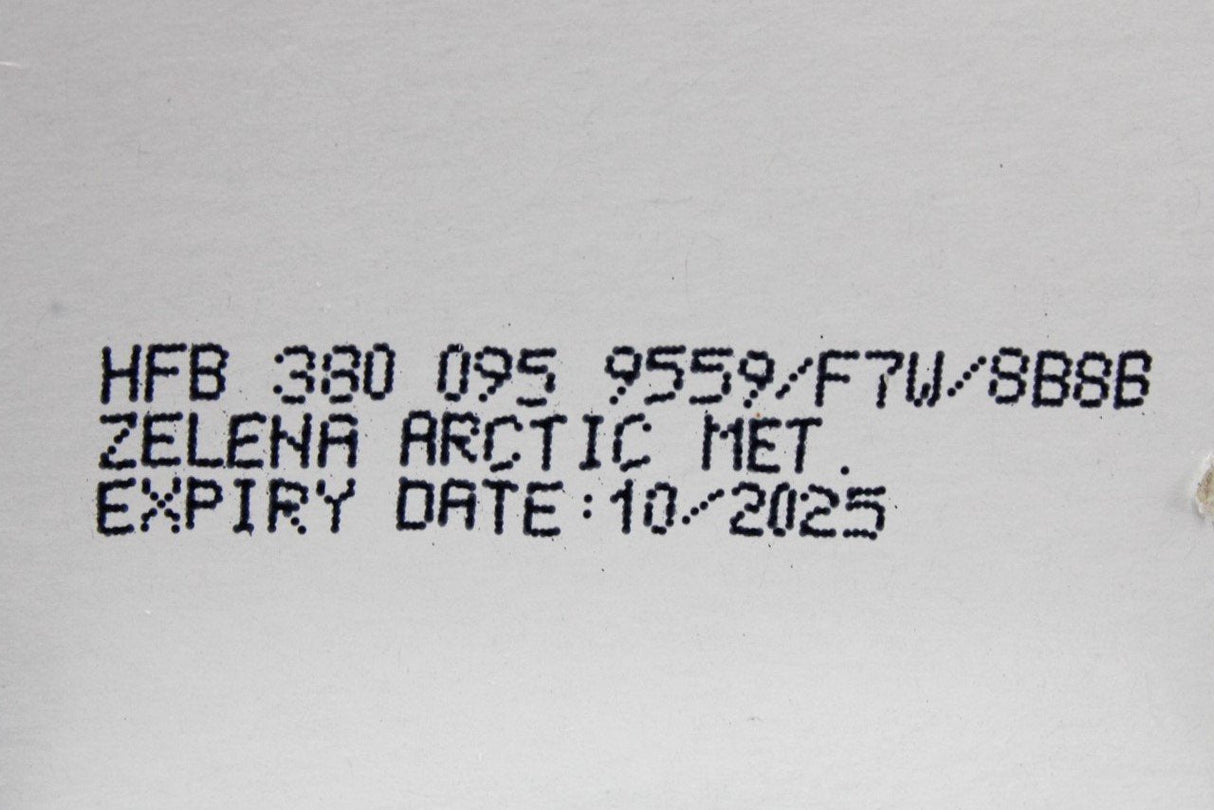 HFB 380 095 9559/F7W/8B8B
ZELENA ARCTIC MET.
EXPIRY DATE:10/2025